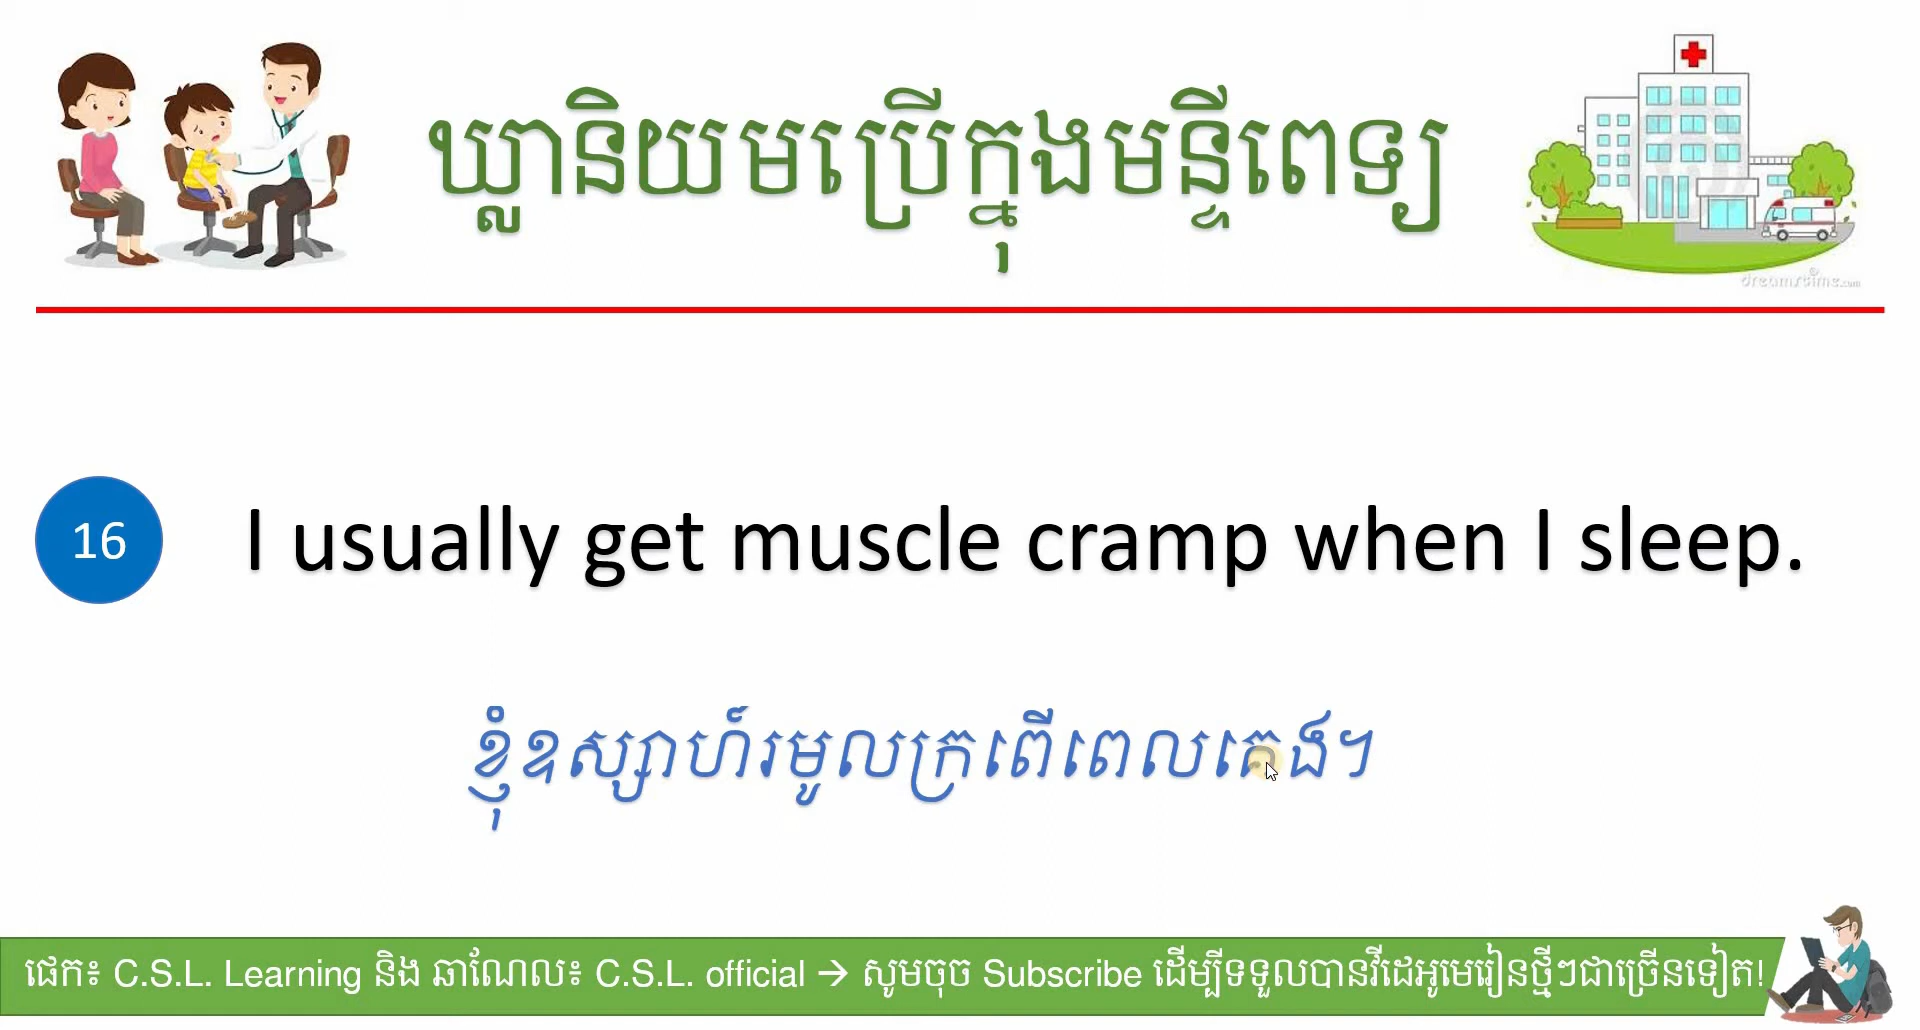 ឃ្លានិយមប្រើក្នុងមន្ទីពេទ្យ
dreamstime.com
16
I usually get muscle cramp when I sleep.
ខ្ញុំឧស្សាហ៍រមូលក្រពើពេលគេង។
ផេក៖ C.S.L. Learning និង ឆាណែល៖ C.S.L. official → សូមចុច Subscribe ដើម្បីទទួលបានវីដេអូមេរៀនថ្មីៗជាច្រើនទៀត!